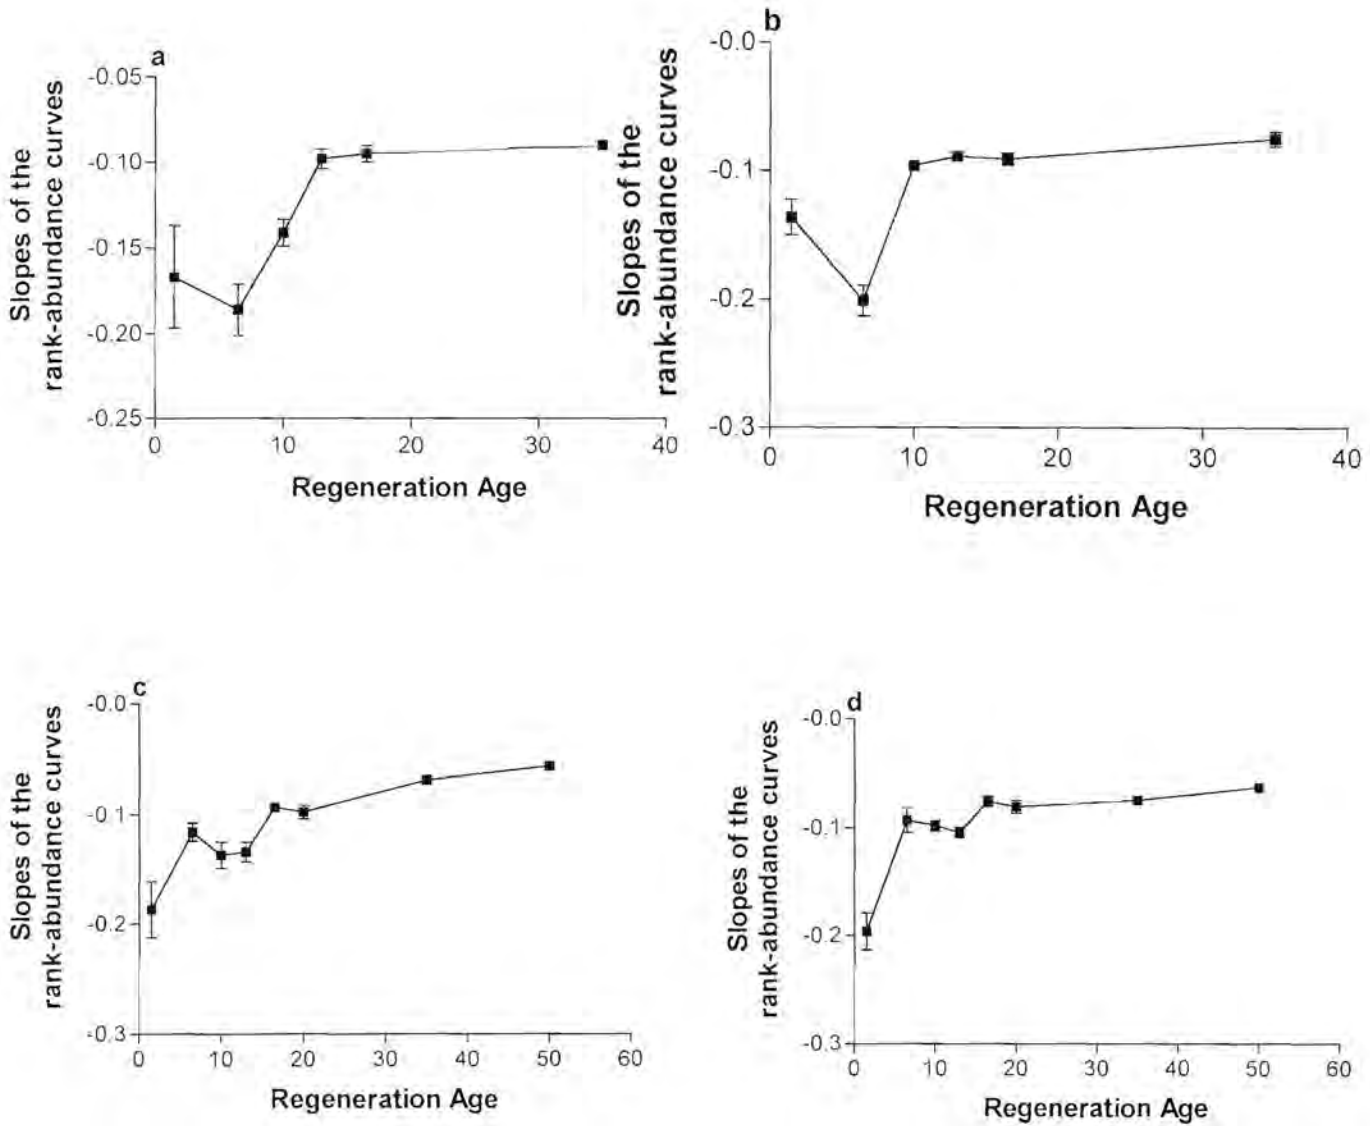 a
Slopes of the
rank-abundance curves
-0.05
-0.10
-0.15
-0.20
-0.25
0 10 20 30 40
Regeneration Age
b
Slopes of the
rank-abundance curves
-0.0
-0.1
-0.2
-0.3
0 10 20 30 40
Regeneration Age
c
Slopes of the
rank-abundance curves
-0.0
-0.1
-0.2
-0.3
0 10 20 30 40 50 60
Regeneration Age
d
Slopes of the
rank-abundance curves
-0.0
-0.1
-0.2
-0.3
0 10 20 30 40 50 60
Regeneration Age